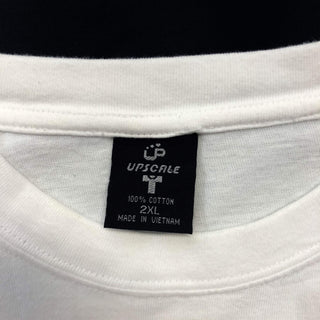 UP
UPSCALE
T
100% COTTON
2XL
MADE IN VIETNAM